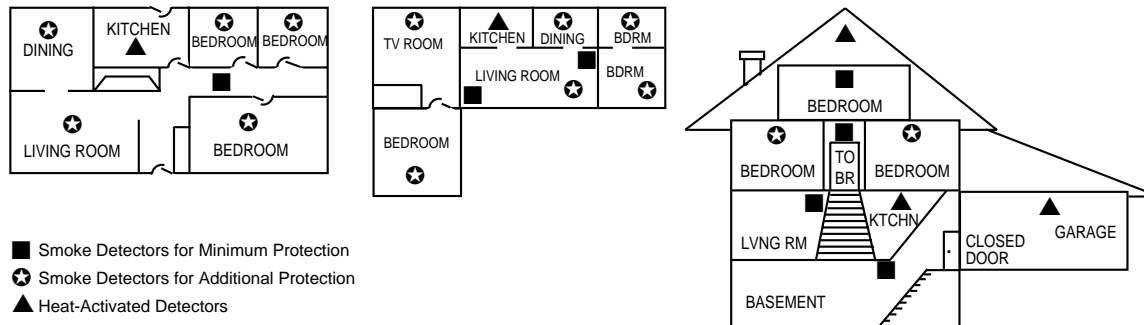 DINING
KITCHEN
BEDROOM
BEDROOM
LIVING ROOM
BEDROOM
TV ROOM
KITCHEN
DINING
BDRM
LIVING ROOM
BDRM
BEDROOM
BEDROOM
BEDROOM
TO
BR
BEDROOM
LVNG RM
KTCHN
CLOSED
DOOR
GARAGE
BASEMENT
Smoke Detectors for Minimum Protection
Smoke Detectors for Additional Protection
Heat-Activated Detectors